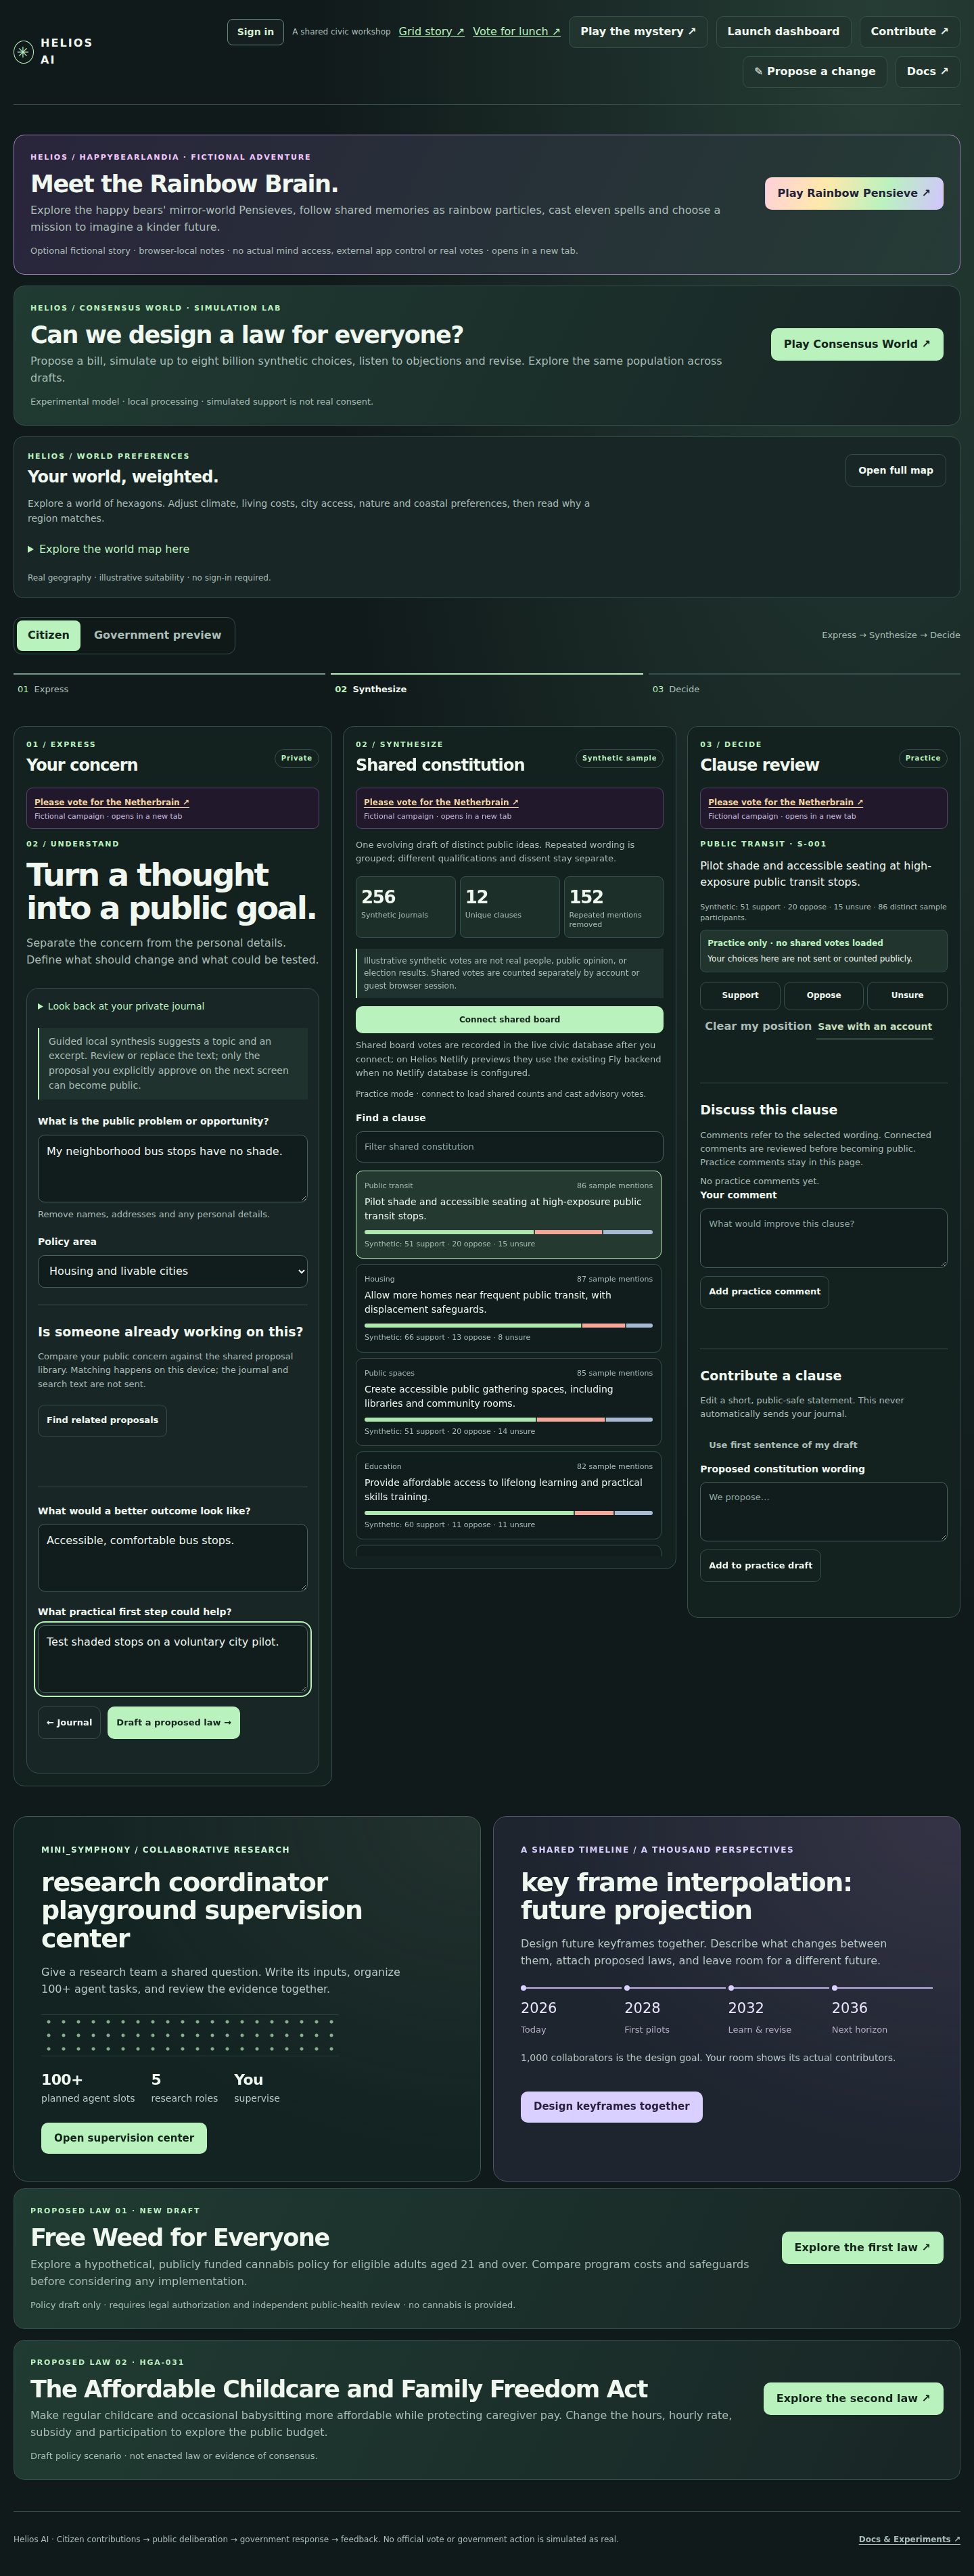 HELIOS
AI
Sign in
A shared civic workshop
Grid story ↗
Vote for lunch ↗
Play the mystery ↗
Launch dashboard
Contribute ↗
✎ Propose a change
Docs ↗
HELIOS / HAPPYBEARLANDIA · FICTIONAL ADVENTURE
Meet the Rainbow Brain.
Explore the happy bears' mirror-world Pensieves, follow shared memories as rainbow particles, cast eleven spells and choose a
mission to imagine a kinder future.
Optional fictional story · browser-local notes · no actual mind access, external app control or real votes · opens in a new tab.
Play Rainbow Pensieve ↗
HELIOS / CONSENSUS WORLD · SIMULATION LAB
Can we design a law for everyone?
Propose a bill, simulate up to eight billion synthetic choices, listen to objections and revise. Explore the same population across
drafts.
Experimental model · local processing · simulated support is not real consent.
Play Consensus World ↗
HELIOS / WORLD PREFERENCES
Your world, weighted.
Explore a world of hexagons. Adjust climate, living costs, city access, nature and coastal preferences, then read why a
region matches.
▶ Explore the world map here
Real geography · illustrative suitability · no sign-in required.
Open full map
Citizen
Government preview
Express → Synthesize → Decide
01 Express
02 Synthesize
03 Decide
01 / EXPRESS
Your concern
Private
Please vote for the Netherbrain ↗
Fictional campaign · opens in a new tab
02 / UNDERSTAND
Turn a thought
into a public goal.
Separate the concern from the personal details.
Define what should change and what could be tested.
▶ Look back at your private journal
Guided local synthesis suggests a topic and an
excerpt. Review or replace the text; only the
proposal you explicitly approve on the next screen
can become public.
What is the public problem or opportunity?
My neighborhood bus stops have no shade.
Remove names, addresses and any personal details.
Policy area
Housing and livable cities
Is someone already working on this?
Compare your public concern against the shared proposal
library. Matching happens on this device; the journal and
search text are not sent.
Find related proposals
What would a better outcome look like?
Accessible, comfortable bus stops.
What practical first step could help?
Test shaded stops on a voluntary city pilot.
← Journal
Draft a proposed law →
02 / SYNTHESIZE
Shared constitution
Synthetic sample
Please vote for the Netherbrain ↗
Fictional campaign · opens in a new tab
One evolving draft of distinct public ideas. Repeated wording is
grouped; different qualifications and dissent stay separate.
256
Synthetic journals
12
Unique clauses
152
Repeated mentions
removed
Illustrative synthetic votes are not real people, public opinion, or
election results. Shared votes are counted separately by account or
guest browser session.
Connect shared board
Shared board votes are recorded in the live civic database after you
connect; on Helios Netlify previews they use the existing Fly backend
when no Netlify database is configured.
Practice mode · connect to load shared counts and cast advisory votes.
Find a clause
Filter shared constitution
Public transit
86 sample mentions
Pilot shade and accessible seating at high-exposure public
transit stops.
Synthetic: 51 support · 20 oppose · 15 unsure
Housing
87 sample mentions
Allow more homes near frequent public transit, with
displacement safeguards.
Synthetic: 66 support · 13 oppose · 8 unsure
Public spaces
85 sample mentions
Create accessible public gathering spaces, including
libraries and community rooms.
Synthetic: 51 support · 20 oppose · 14 unsure
Education
82 sample mentions
Provide affordable access to lifelong learning and practical
skills training.
Synthetic: 60 support · 11 oppose · 11 unsure
03 / DECIDE
Clause review
Practice
Please vote for the Netherbrain ↗
Fictional campaign · opens in a new tab
PUBLIC TRANSIT · S-001
Pilot shade and accessible seating at high-
exposure public transit stops.
Synthetic: 51 support · 20 oppose · 15 unsure · 86 distinct sample
participants.
Practice only · no shared votes loaded
Your choices here are not sent or counted publicly.
Support
Oppose
Unsure
Clear my position
Save with an account
Discuss this clause
Comments refer to the selected wording. Connected
comments are reviewed before becoming public.
Practice comments stay in this page.
No practice comments yet.
Your comment
What would improve this clause?
Add practice comment
Contribute a clause
Edit a short, public-safe statement. This never
automatically sends your journal.
Use first sentence of my draft
Proposed constitution wording
We propose...
Add to practice draft
MINI_SYMPHONY / COLLABORATIVE RESEARCH
research coordinator
playground supervision
center
Give a research team a shared question. Write its inputs, organize
100+ agent tasks, and review the evidence together.
100+
planned agent slots
5
research roles
You
supervise
Open supervision center
A SHARED TIMELINE / A THOUSAND PERSPECTIVES
key frame interpolation:
future projection
Design future keyframes together. Describe what changes between
them, attach proposed laws, and leave room for a different future.
2026
Today
2028
First pilots
2032
Learn & revise
2036
Next horizon
1,000 collaborators is the design goal. Your room shows its actual contributors.
Design keyframes together
PROPOSED LAW 01 · NEW DRAFT
Free Weed for Everyone
Explore a hypothetical, publicly funded cannabis policy for eligible adults aged 21 and over. Compare program costs and safeguards
before considering any implementation.
Policy draft only · requires legal authorization and independent public-health review · no cannabis is provided.
Explore the first law ↗
PROPOSED LAW 02 · HGA-031
The Affordable Childcare and Family Freedom Act
Make regular childcare and occasional babysitting more affordable while protecting caregiver pay. Change the hours, hourly rate,
subsidy and participation to explore the public budget.
Draft policy scenario · not enacted law or evidence of consensus.
Explore the second law ↗
Helios AI · Citizen contributions → public deliberation → government response → feedback. No official vote or government action is simulated as real.
Docs & Experiments ↗